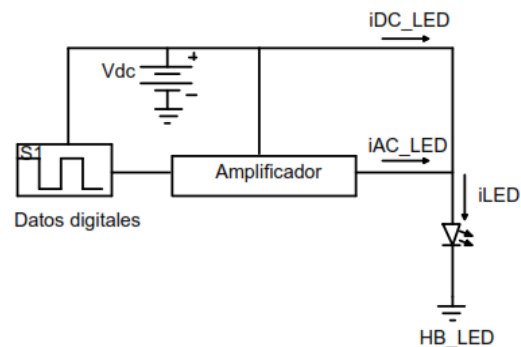 iDC_LED
Vdc
+
−
S1
Amplificador
iAC_LED
iLED
Datos digitales
HB_LED